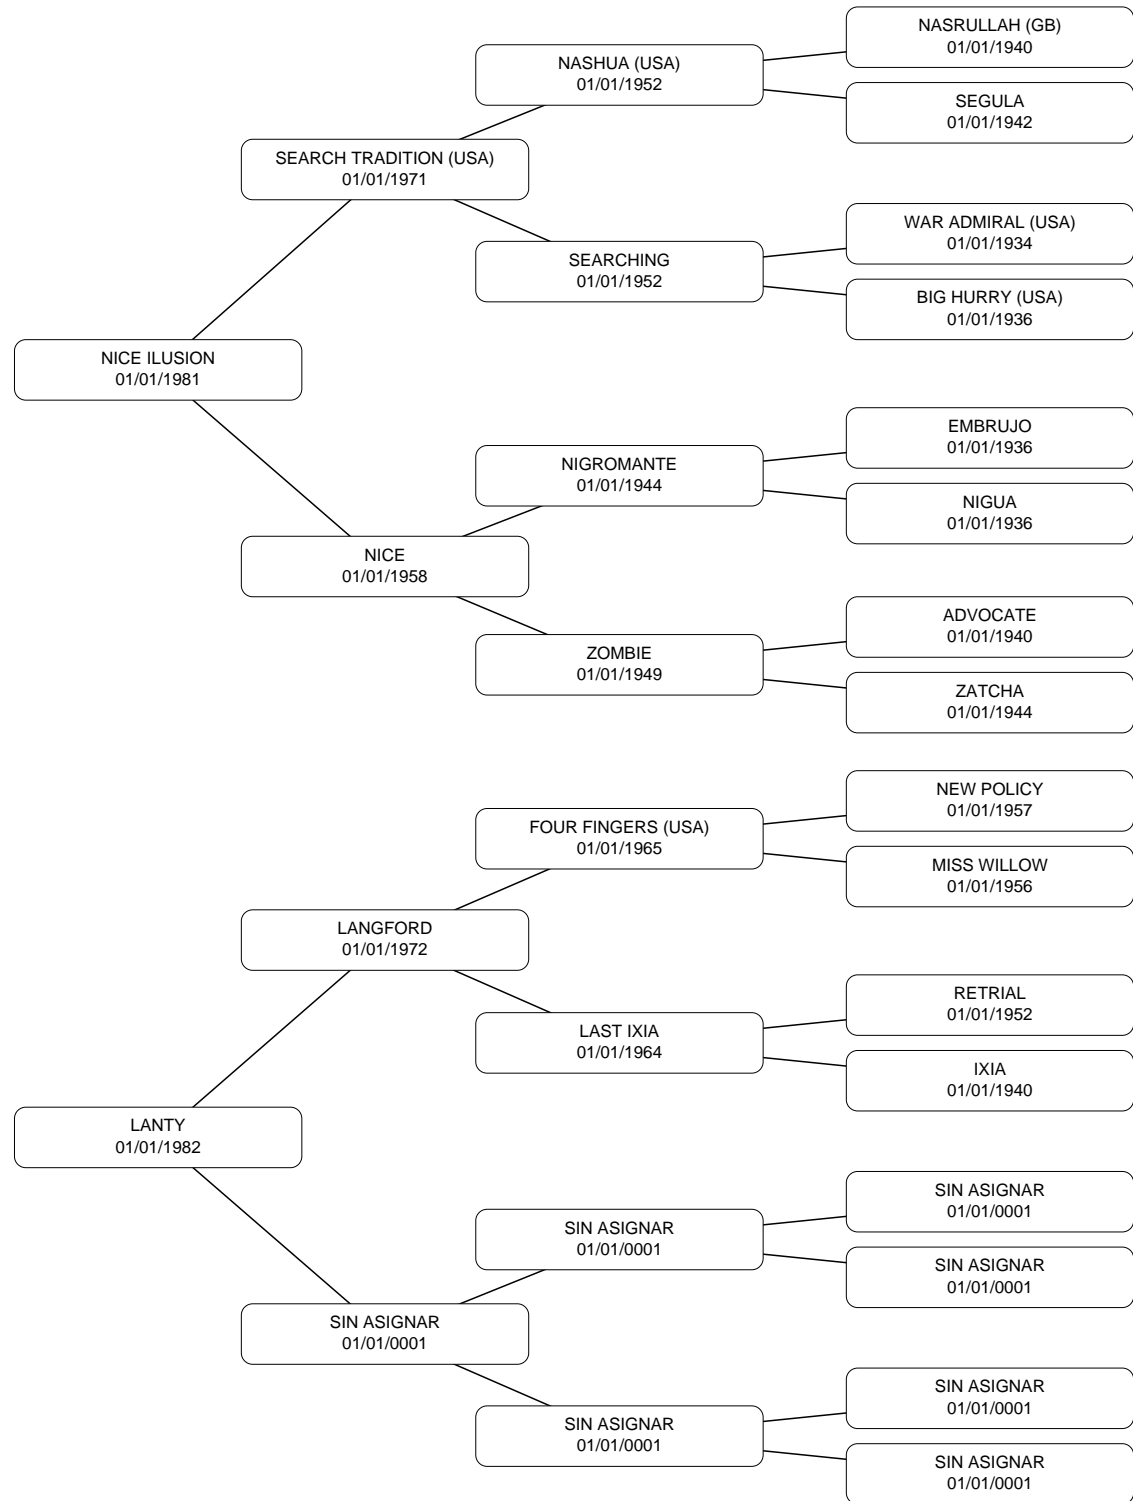 NASRULLAH (GB)
01/01/1940
NASHUA (USA)
01/01/1952
SEGULA
01/01/1942
SEARCH TRADITION (USA)
01/01/1971
WAR ADMIRAL (USA)
01/01/1934
SEARCHING
01/01/1952
BIG HURRY (USA)
01/01/1936
NICE ILUSION
01/01/1981
EMBRUJO
01/01/1936
NIGROMANTE
01/01/1944
NIGUA
01/01/1936
NICE
01/01/1958
ADVOCATE
01/01/1940
ZOMBIE
01/01/1949
ZATCHA
01/01/1944
NEW POLICY
01/01/1957
FOUR FINGERS (USA)
01/01/1965
MISS WILLOW
01/01/1956
LANGFORD
01/01/1972
RETRIAL
01/01/1952
LAST IXIA
01/01/1964
IXIA
01/01/1940
LANTY
01/01/1982
SIN ASIGNAR
01/01/0001
SIN ASIGNAR
01/01/0001
SIN ASIGNAR
01/01/0001
SIN ASIGNAR
01/01/0001
SIN ASIGNAR
01/01/0001
SIN ASIGNAR
01/01/0001
SIN ASIGNAR
01/01/0001